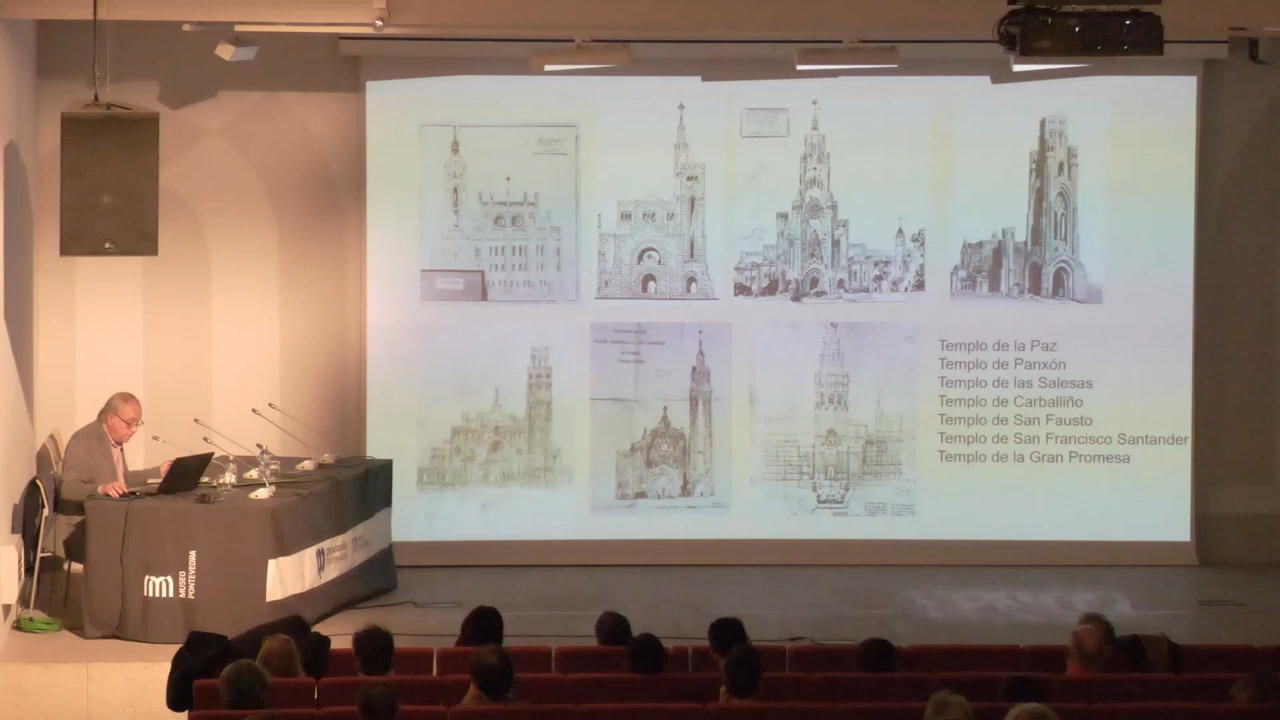 Templo de la Paz
Templo de Panxón
Templo de las Salesas
Templo de Carballiño
Templo de San Fausto
Templo de San Francisco Santander
Templo de la Gran Promesa
MUSEO
PONTEVEDRA